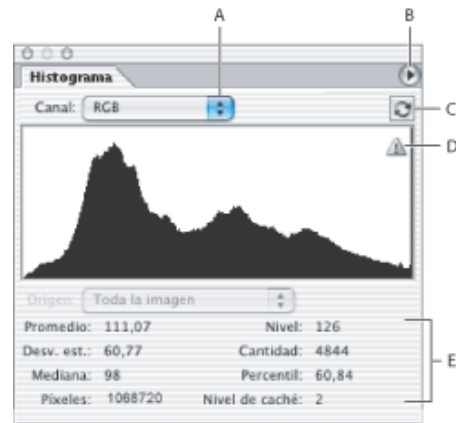 A
B
Histograma
Canal: RGB
C
D
Origen: Toda la imagen
Promedio: 111,07 Nivel: 126
Desv. est.: 60,77 Cantidad: 4844
E
Mediana: 98 Percentil: 60,84
Píxeles: 1068720 Nivel de caché: 2